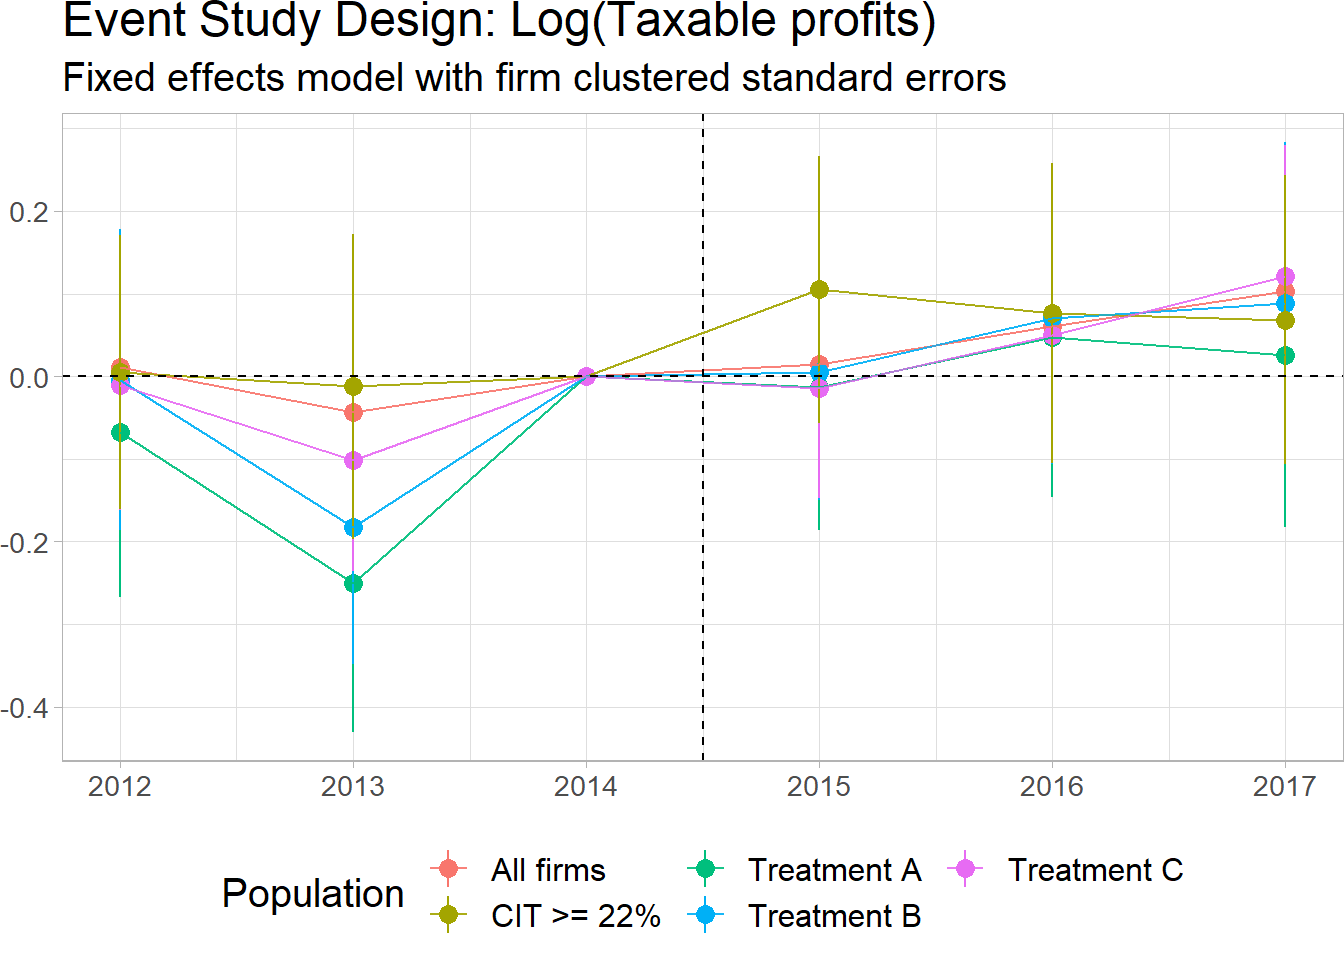 Event Study Design: Log(Taxable profits)
Fixed effects model with firm clustered standard errors
0.2
0.0
-0.2
-0.4
2012 2013 2014 2015 2016 2017
Population
All firms Treatment A Treatment C
CIT >= 22% Treatment B